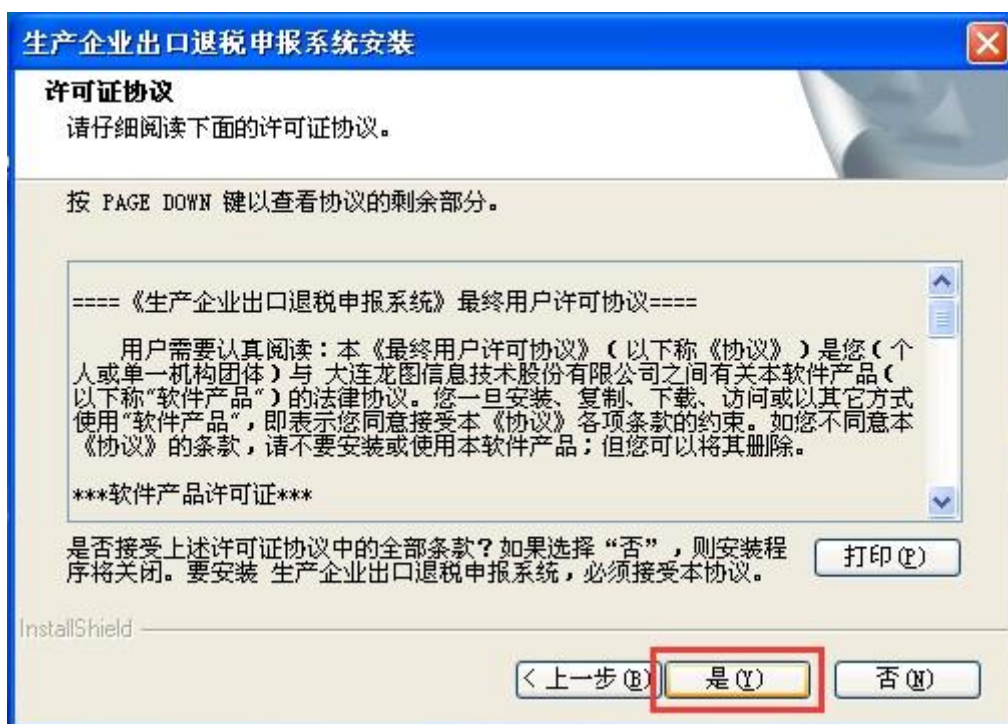 生产企业出口退税申报系统安装
许可证协议
请仔细阅读下面的许可证协议。
按 PAGE DOWN 键以查看协议的剩余部分。
====《生产企业出口退税申报系统》最终用户许可协议====
用户需要认真阅读：本《最终用户许可协议》（以下称《协议》）是您（个
人或单一机构团体）与 大连龙图信息技术股份有限公司之间有关本软件产品（
以下称“软件产品”）的法律协议。您一旦安装、复制、下载、访问或以其它方式
使用“软件产品”，即表示您同意接受本《协议》各项条款的约束。如您不同意本
《协议》的条款，请不要安装或使用本软件产品；但您可以将其删除。
***软件产品许可证***
是否接受上述许可证协议中的全部条款？如果选择“否”，则安装程
序将关闭。要安装 生产企业出口退税申报系统，必须接受本协议。
打印(P)
InstallShield
< 上一步(B)
是(Y)
否(N)